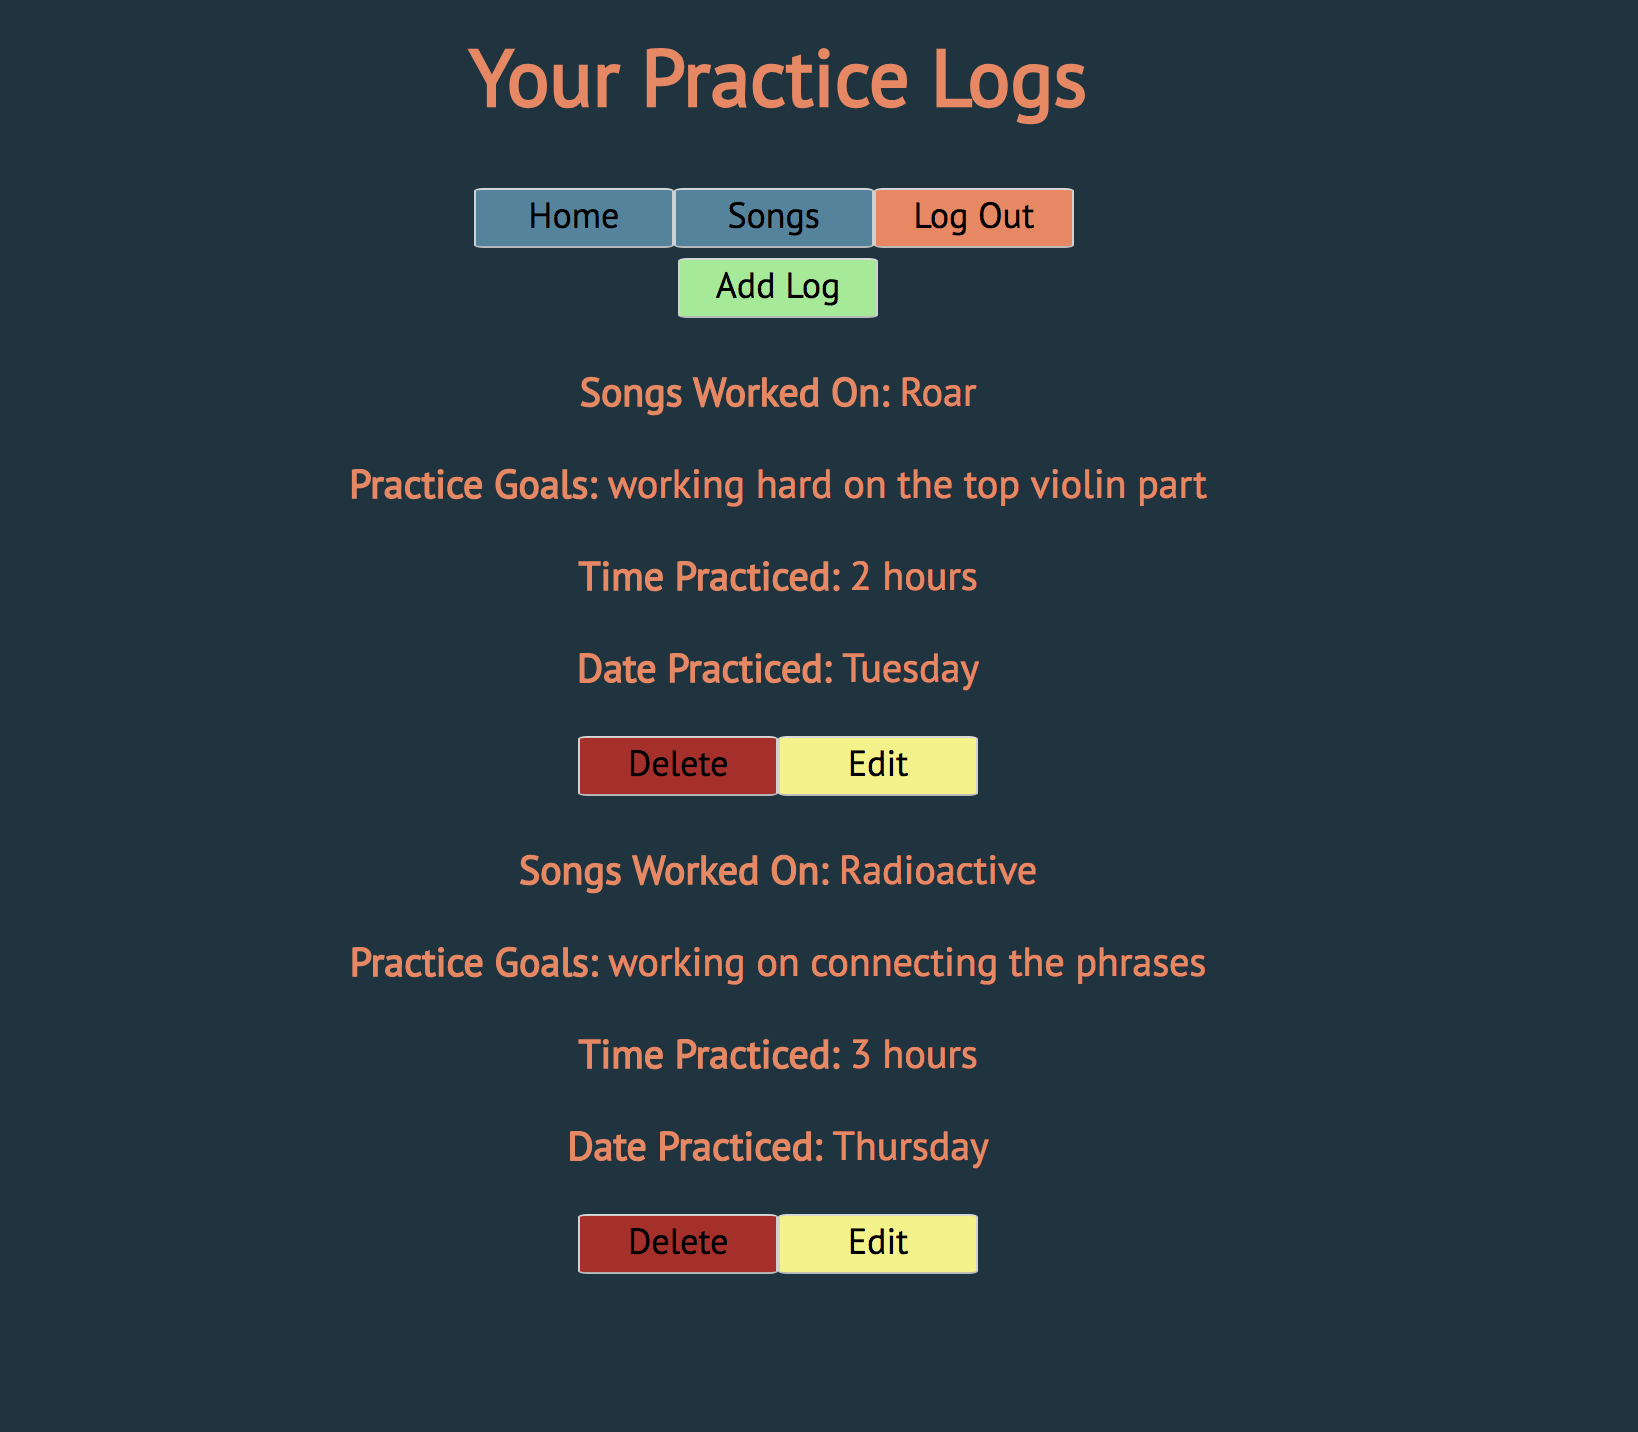 Your Practice Logs
Home Songs Log Out
Add Log
Songs Worked On: Roar
Practice Goals: working hard on the top violin part
Time Practiced: 2 hours
Date Practiced: Tuesday
Delete Edit
Songs Worked On: Radioactive
Practice Goals: working on connecting the phrases
Time Practiced: 3 hours
Date Practiced: Thursday
Delete Edit